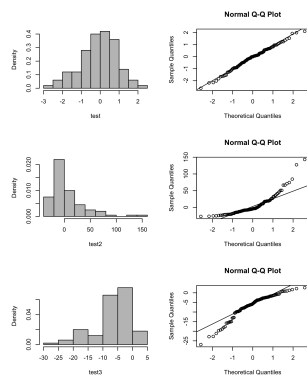 Normal Q-Q Plot
Density
0.0 0.1 0.2 0.3 0.4
-3 -2 -1 0 1 2
test
Sample Quantiles
-2 -1 0 1 2
-2 -1 0 1 2
Theoretical Quantiles
Normal Q-Q Plot
Density
0.00 0.010 0.020
0 50 100 150
test2
Sample Quantiles
0 50 100 150
-2 -1 0 1 2
Theoretical Quantiles
Normal Q-Q Plot
Density
0.00 0.04
-30 -25 -20 -15 -10 -5 0 5
test3
Sample Quantiles
-25 -15 -5 0
-2 -1 0 1 2
Theoretical Quantiles